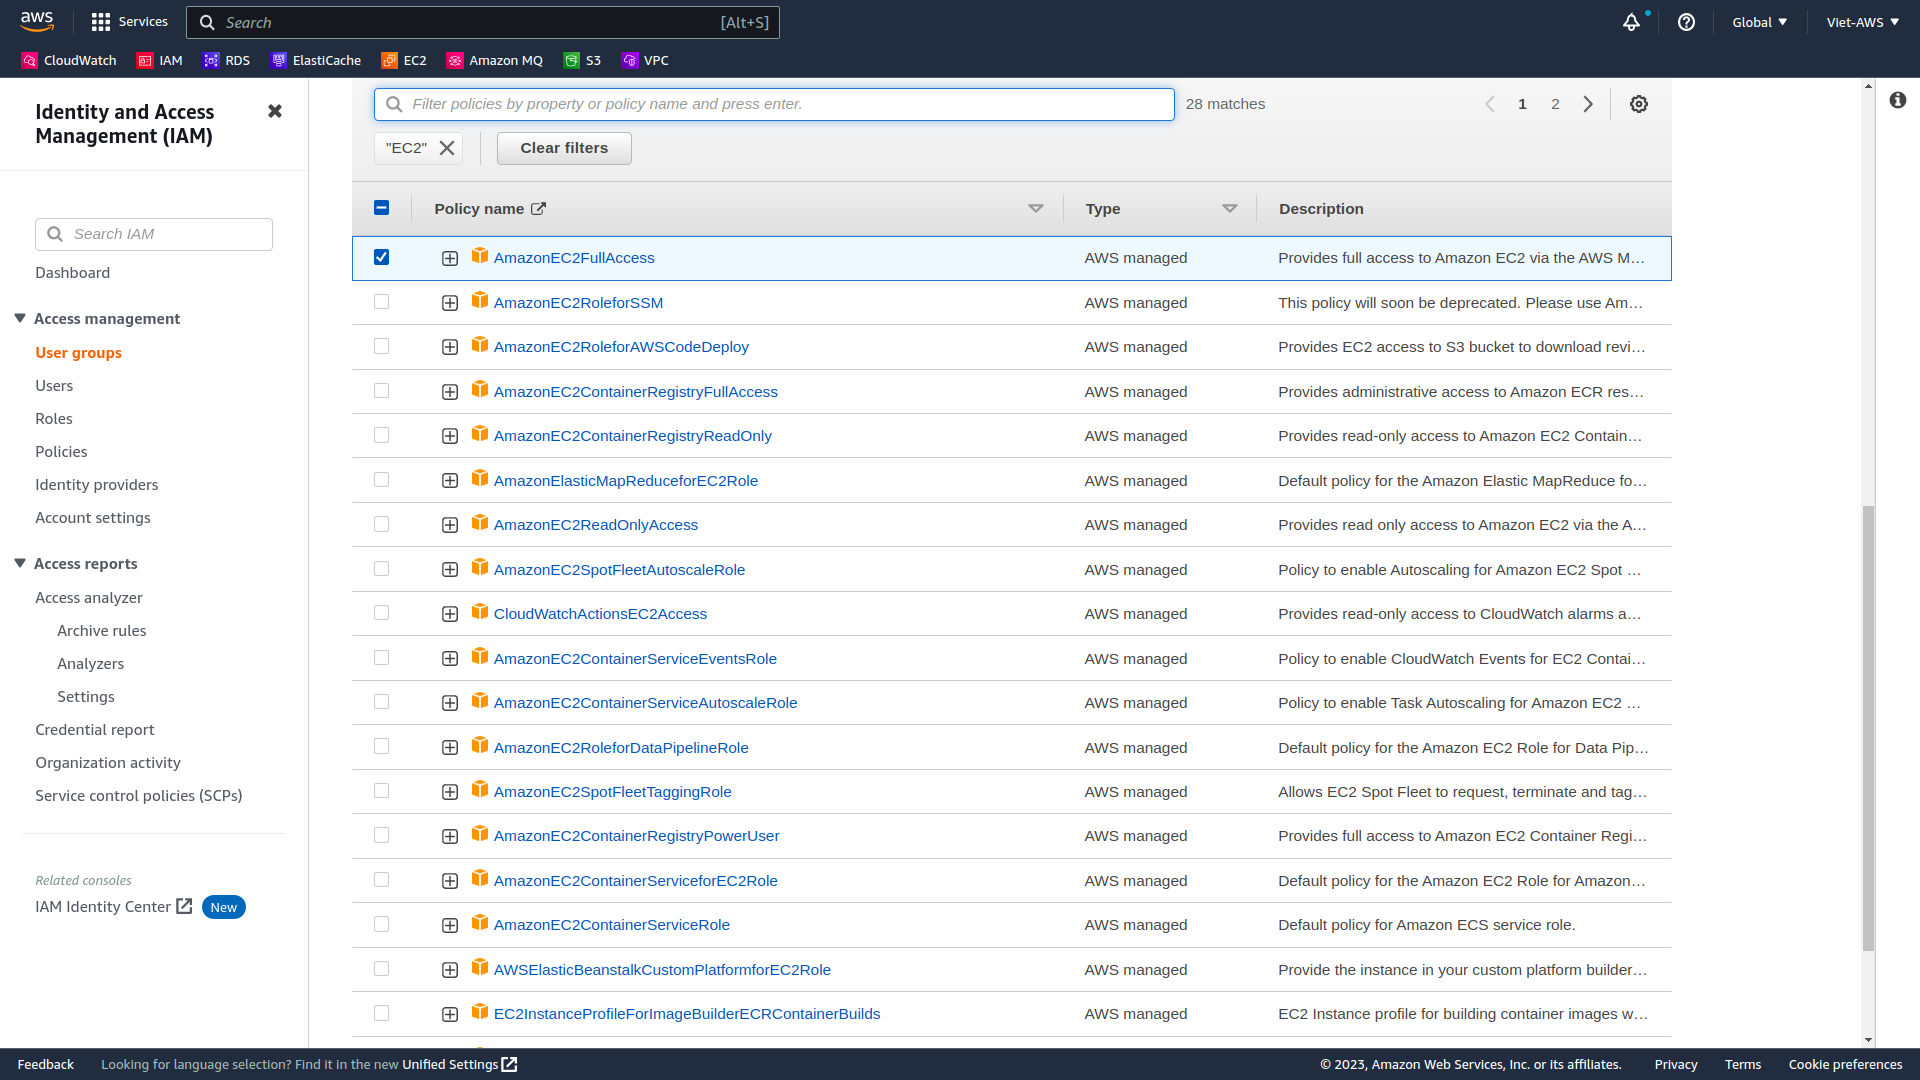 aws
Services
Search
[Alt+S]
Global
Viet-AWS
CloudWatch
IAM
RDS
ElastiCache
EC2
Amazon MQ
S3
VPC
Identity and Access
Management (IAM)
Search IAM
Dashboard
Access management
User groups
Users
Roles
Policies
Identity providers
Account settings
Access reports
Access analyzer
Archive rules
Analyzers
Settings
Credential report
Organization activity
Service control policies (SCPs)
Related consoles
IAM Identity Center New
Filter policies by property or policy name and press enter.
28 matches
1 2
"EC2"
Clear filters
Policy name Type Description
AmazonEC2FullAccess AWS managed Provides full access to Amazon EC2 via the AWS M…
AmazonEC2RoleforSSM AWS managed This policy will soon be deprecated. Please use Am…
AmazonEC2RoleforAWSCodeDeploy AWS managed Provides EC2 access to S3 bucket to download revi…
AmazonEC2ContainerRegistryFullAccess AWS managed Provides administrative access to Amazon ECR res…
AmazonEC2ContainerRegistryReadOnly AWS managed Provides read-only access to Amazon EC2 Contain…
AmazonElasticMapReduceforEC2Role AWS managed Default policy for the Amazon Elastic MapReduce fo…
AmazonEC2ReadOnlyAccess AWS managed Provides read only access to Amazon EC2 via the A…
AmazonEC2SpotFleetAutoscaleRole AWS managed Policy to enable Autoscaling for Amazon EC2 Spot …
CloudWatchActionsEC2Access AWS managed Provides read-only access to CloudWatch alarms a…
AmazonEC2ContainerServiceEventsRole AWS managed Policy to enable CloudWatch Events for EC2 Contai…
AmazonEC2ContainerServiceAutoscaleRole AWS managed Policy to enable Task Autoscaling for Amazon EC2 …
AmazonEC2RoleforDataPipelineRole AWS managed Default policy for the Amazon EC2 Role for Data Pip…
AmazonEC2SpotFleetTaggingRole AWS managed Allows EC2 Spot Fleet to request, terminate and tag…
AmazonEC2ContainerRegistryPowerUser AWS managed Provides full access to Amazon EC2 Container Regi…
AmazonEC2ContainerServiceforEC2Role AWS managed Default policy for the Amazon EC2 Role for Amazon…
AmazonEC2ContainerServiceRole AWS managed Default policy for Amazon ECS service role.
AWSElasticBeanstalkCustomPlatformforEC2Role AWS managed Provide the instance in your custom platform builder…
EC2InstanceProfileForImageBuilderECRContainerBuilds AWS managed EC2 Instance profile for building container images w…
Feedback
Looking for language selection? Find it in the new Unified Settings
© 2023, Amazon Web Services, Inc. or its affiliates.
Privacy
Terms
Cookie preferences